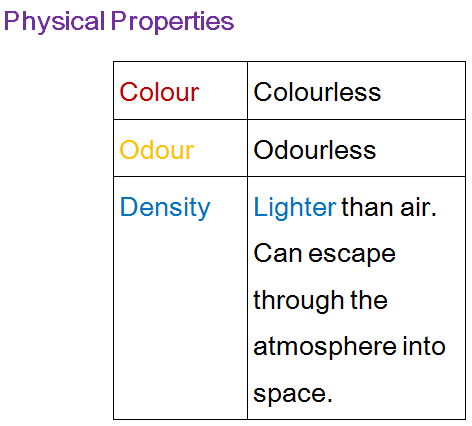 Physical Properties
Colour Colourless
Odour Odourless
Density Lighter than air.
Can escape
through the
atmosphere into
space.